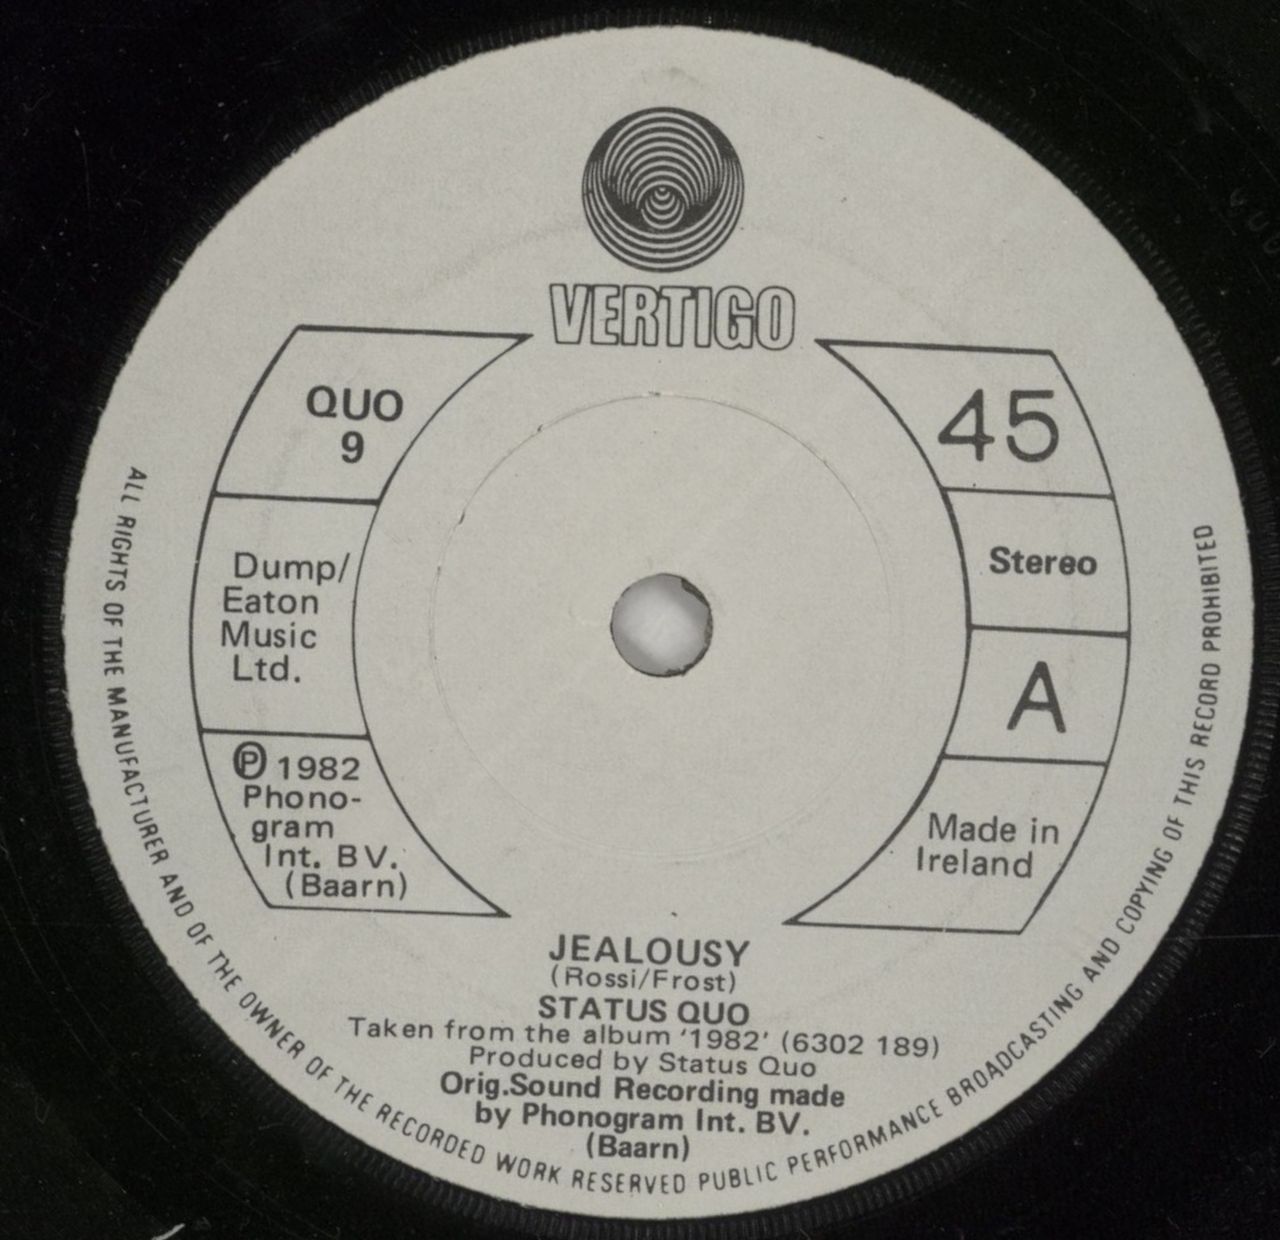 VERTIGO
QUO
9
Dump/
Eaton
Music
Ltd.
Ⓟ 1982
Phono-
gram
Int. BV.
(Baarn)
45
Stereo
A
Made in
Ireland
JEALOUSY
(Rossi/Frost)
STATUS QUO
Taken from the album '1982' (6302 189)
Produced by Status Quo
Orig.Sound Recording made
by Phonogram Int. BV.
(Baarn)
ALL RIGHTS OF THE MANUFACTURER AND OF THE OWNER OF THE RECORDED WORK RESERVED PUBLIC PERFORMANCE BROADCASTING AND COPYING OF THIS RECORD PROHIBITED